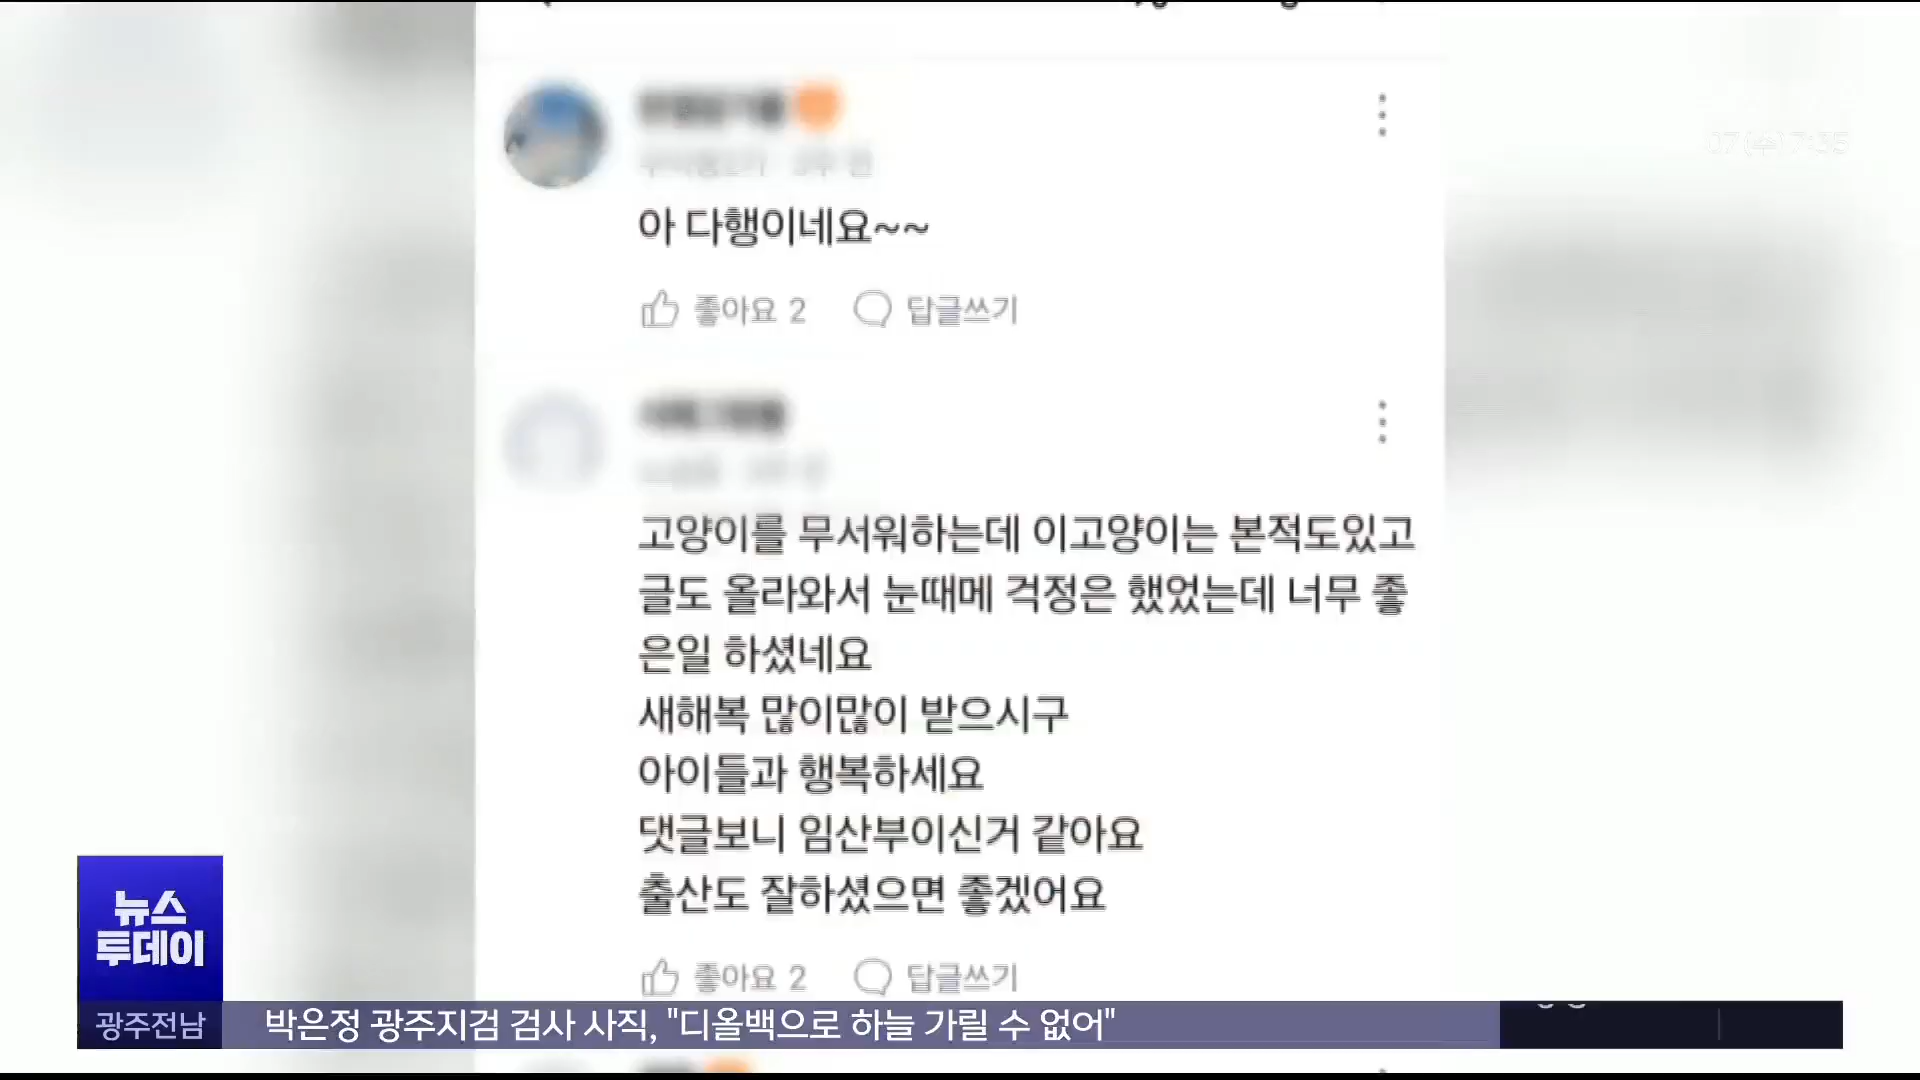 아 다행이네요~~
좋아요 2 답글쓰기
고양이를 무서워하는데 이고양이는 본적도있고
글도 올라와서 눈때메 걱정은 했었는데 너무 좋
은일 하셨네요
새해복 많이많이 받으시구
아이들과 행복하세요
댓글보니 임산부이신거 같아요
출산도 잘하셨으면 좋겠어요
좋아요 2 답글쓰기
뉴스
투데이
광주전남 박은정 광주지검 검사 사직, "디올백으로 하늘 가릴 수 없어"
07(수)7:35